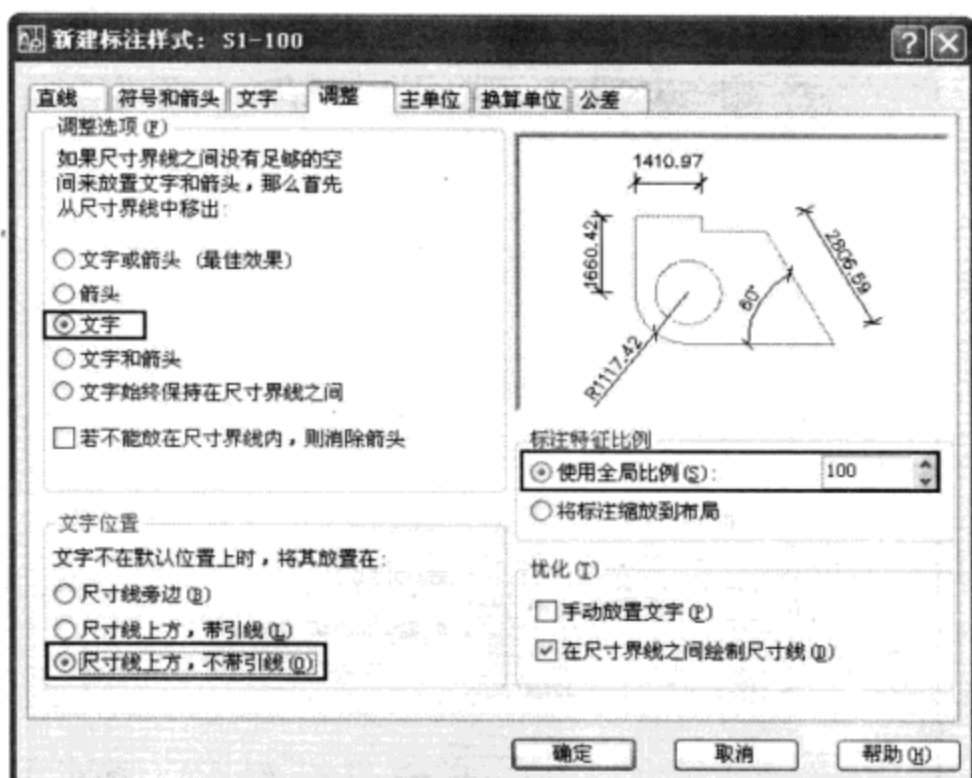 新建标注样式: S1-100
直线 符号和箭头 文字 调整 主单位 换算单位 公差
调整选项(F)
如果尺寸界线之间没有足够的空
间来放置文字和箭头，那么首先
从尺寸界线中移出:
文字或箭头 (最佳效果)
箭头
文字
文字和箭头
文字始终保持在尺寸界线之间
若不能放在尺寸界线内，则消除箭头
文字位置
文字不在默认位置上时，将其放置在:
尺寸线旁边(B)
尺寸线上方，带引线(L)
尺寸线上方，不带引线(O)
1410.97
1660.42
2806.59
60°
R1117.42
标注特征比例
使用全局比例(S): 100
将标注缩放到布局
优化(T)
手动放置文字(P)
在尺寸界线之间绘制尺寸线(D)
确定 取消 帮助(H)